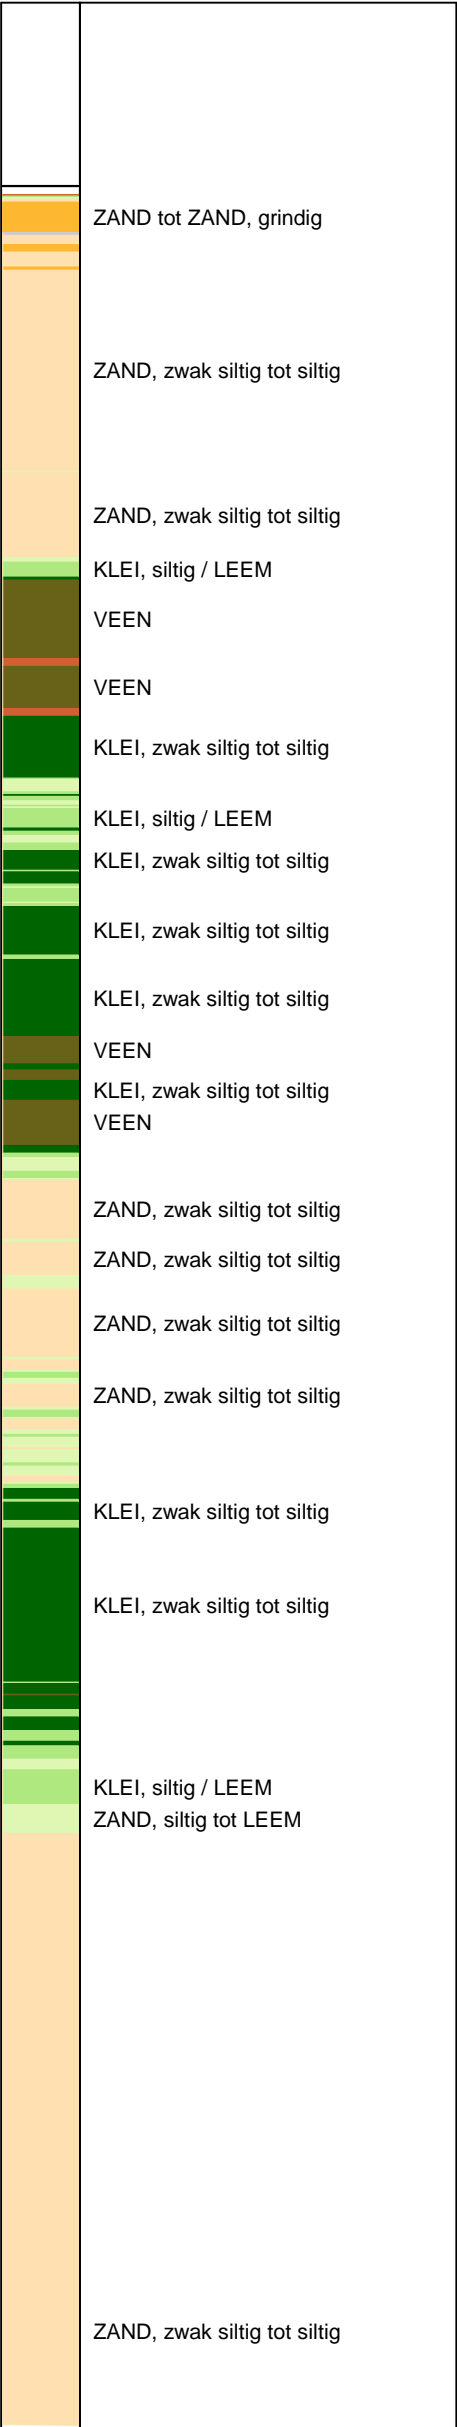 ZAND tot ZAND, grindig
ZAND, zwak siltig tot siltig
ZAND, zwak siltig tot siltig
KLEI, siltig / LEEM
VEEN
VEEN
KLEI, zwak siltig tot siltig
KLEI, siltig / LEEM
KLEI, zwak siltig tot siltig
KLEI, zwak siltig tot siltig
KLEI, zwak siltig tot siltig
VEEN
KLEI, zwak siltig tot siltig
VEEN
ZAND, zwak siltig tot siltig
ZAND, zwak siltig tot siltig
ZAND, zwak siltig tot siltig
ZAND, zwak siltig tot siltig
KLEI, zwak siltig tot siltig
KLEI, zwak siltig tot siltig
KLEI, siltig / LEEM
ZAND, siltig tot LEEM
ZAND, zwak siltig tot siltig